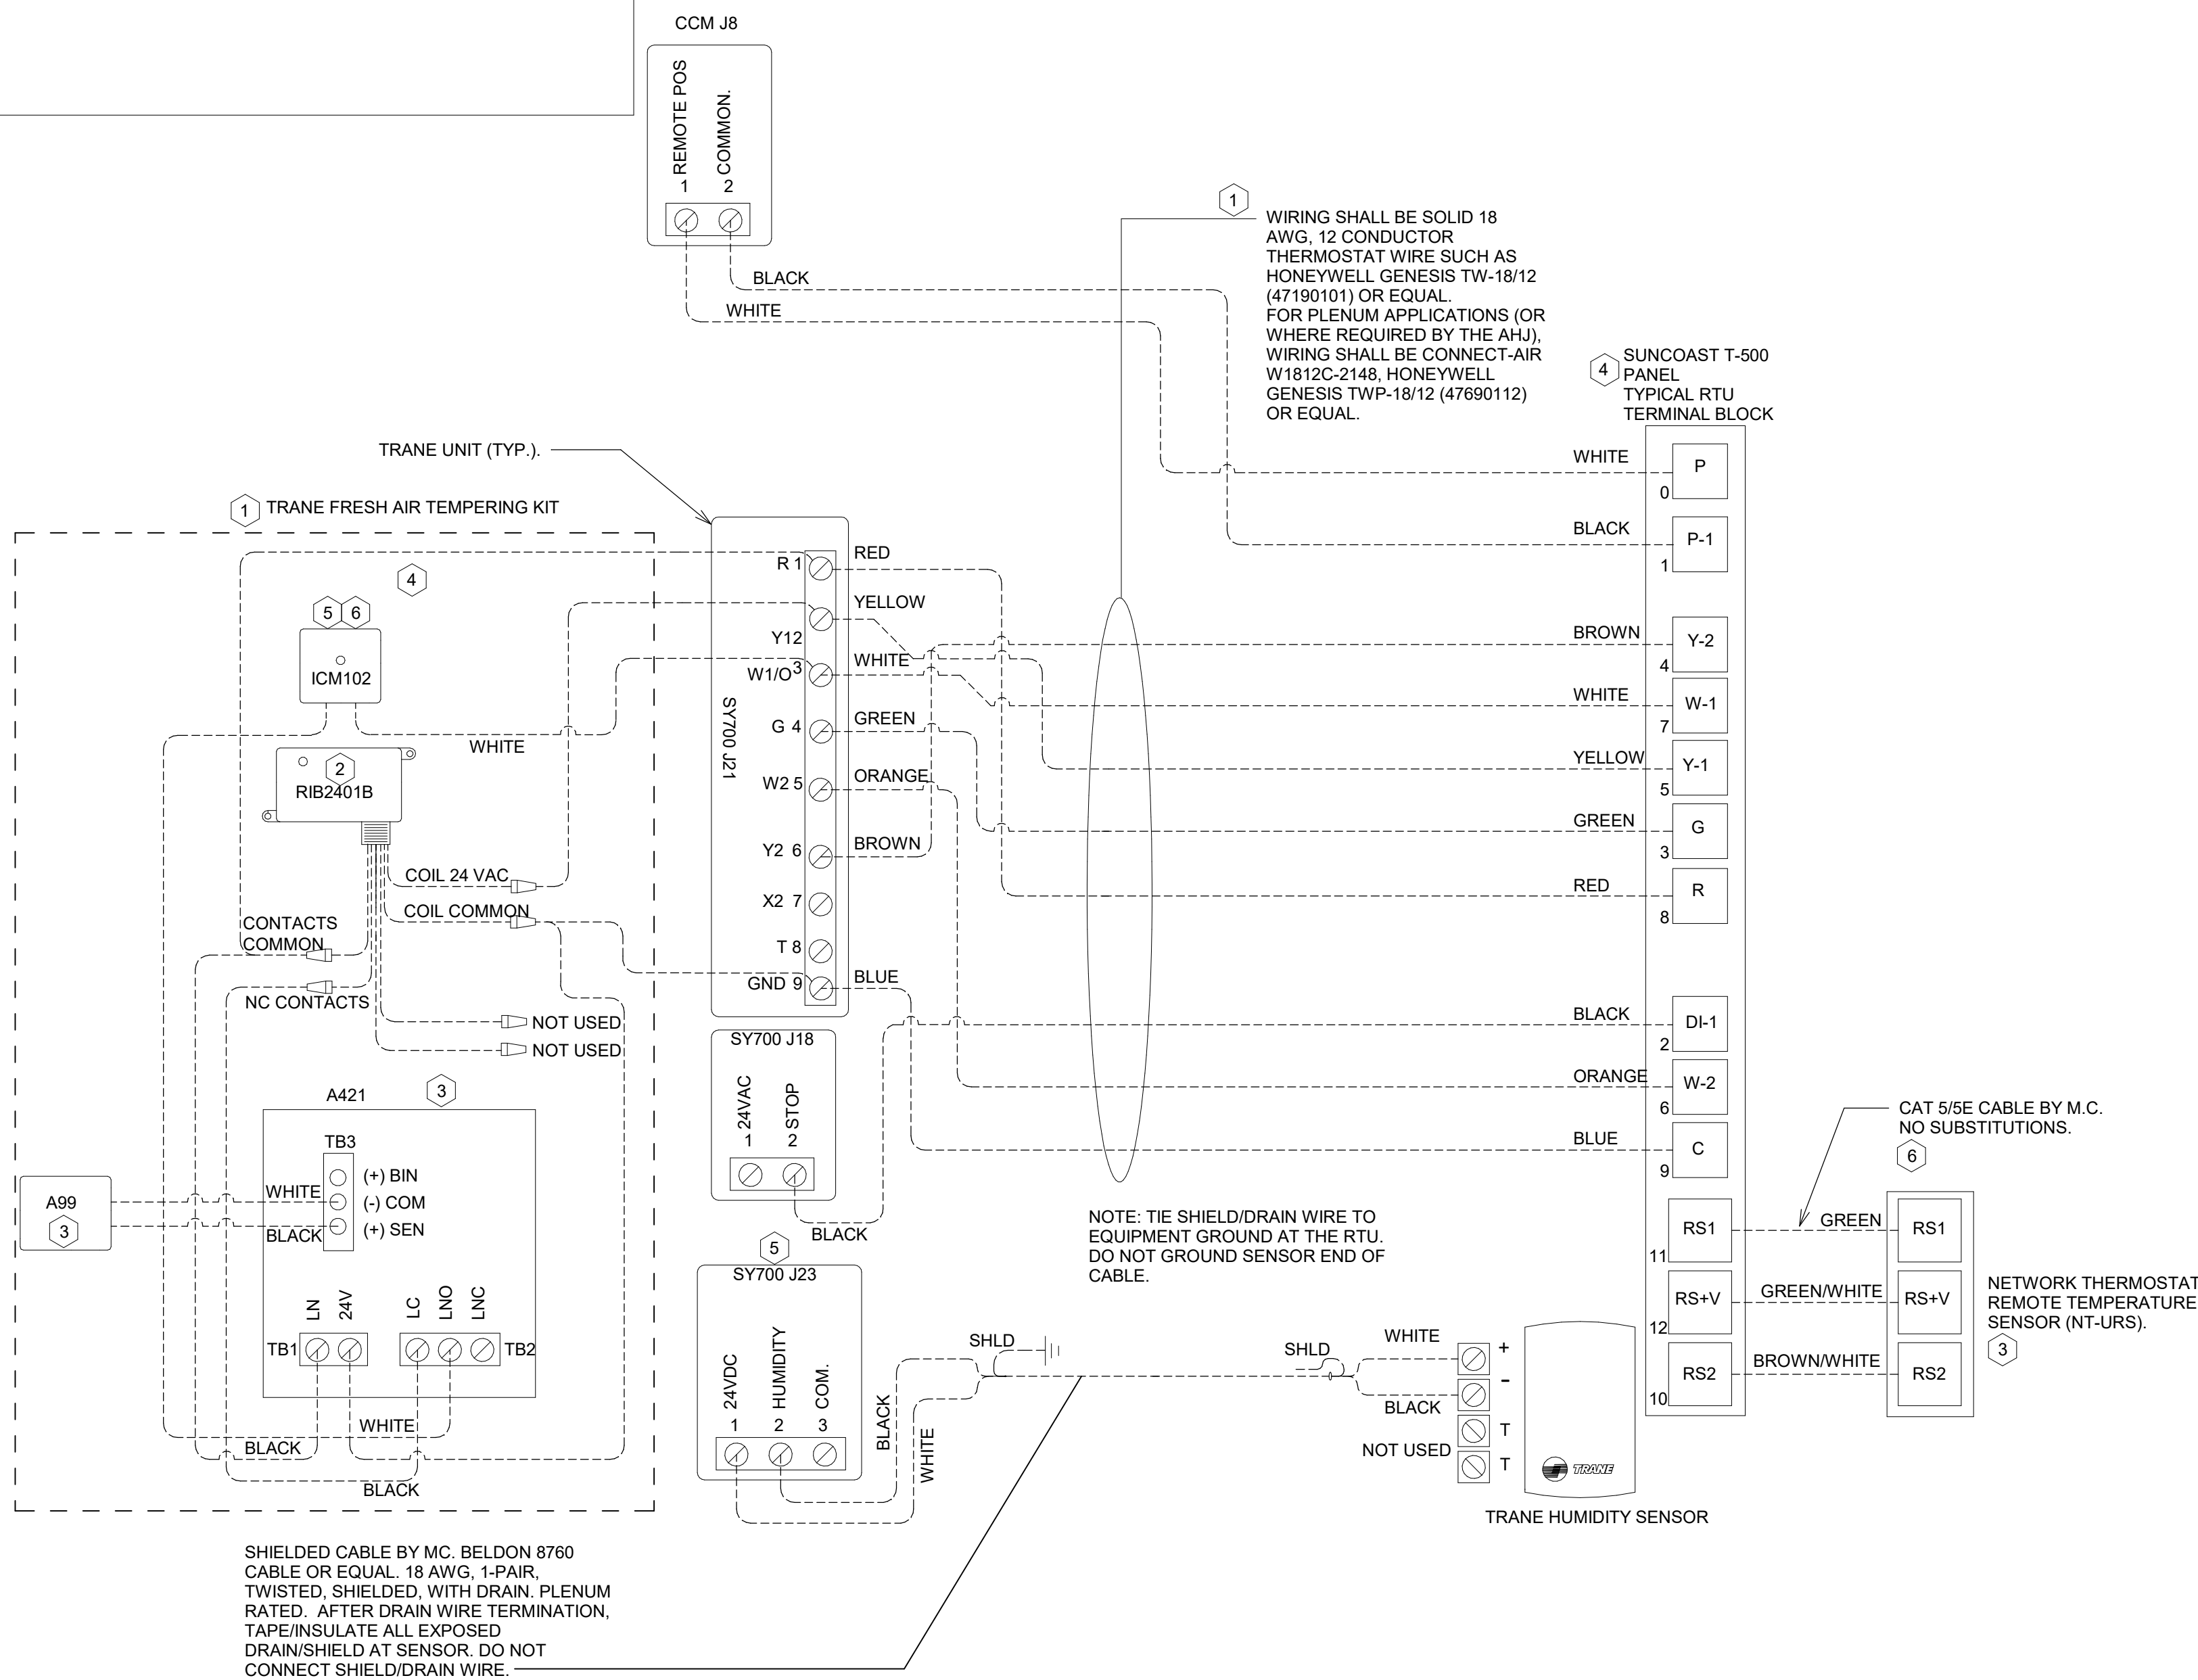 CCM J8
REMOTE POS
COMMON.
1
2
BLACK
WHITE
1
WIRING SHALL BE SOLID 18
AWG, 12 CONDUCTOR
THERMOSTAT WIRE SUCH AS
HONEYWELL GENESIS TW-18/12
(47190101) OR EQUAL.
FOR PLENUM APPLICATIONS (OR
WHERE REQUIRED BY THE AHJ),
WIRING SHALL BE CONNECT-AIR
W1812C-2148, HONEYWELL
GENESIS TWP-18/12 (47690112)
OR EQUAL.
4
SUNCOAST T-500
PANEL
TYPICAL RTU
TERMINAL BLOCK
WHITE
P
0
BLACK
P-1
1
BROWN
Y-2
4
WHITE
W-1
7
YELLOW
Y-1
5
GREEN
G
3
RED
R
8
BLACK
DI-1
2
ORANGE
W-2
6
BLUE
C
9
RS1
11
RS+V
12
RS2
10
CAT 5/5E CABLE BY M.C.
NO SUBSTITUTIONS.
6
GREEN
RS1
GREEN/WHITE
RS+V
BROWN/WHITE
RS2
NETWORK THERMOSTAT
REMOTE TEMPERATURE
SENSOR (NT-URS).
3
TRANE UNIT (TYP.).
1
TRANE FRESH AIR TEMPERING KIT
4
5
6
ICM102
WHITE
2
RIB2401B
COIL 24 VAC
COIL COMMON
CONTACTS
COMMON
NC CONTACTS
NOT USED
NOT USED
A421
3
TB3
(+) BIN
(-) COM
(+) SEN
A99
3
WHITE
BLACK
LN
24V
LC
LNO
LNC
TB1
TB2
WHITE
BLACK
BLACK
SY700 J21
R 1
RED
Y12
YELLOW
W1/O 3
WHITE
G 4
GREEN
W2 5
ORANGE
Y2 6
BROWN
X2 7
T 8
GND 9
BLUE
SY700 J18
24VAC
STOP
1
2
BLACK
5
SY700 J23
24VDC
HUMIDITY
COM.
1
2
3
BLACK
WHITE
NOTE: TIE SHIELD/DRAIN WIRE TO
EQUIPMENT GROUND AT THE RTU.
DO NOT GROUND SENSOR END OF
CABLE.
SHLD
SHLD
WHITE
BLACK
NOT USED
+
-
T
T
TRANE
TRANE HUMIDITY SENSOR
SHIELDED CABLE BY MC. BELDON 8760
CABLE OR EQUAL. 18 AWG, 1-PAIR,
TWISTED, SHIELDED, WITH DRAIN. PLENUM
RATED. AFTER DRAIN WIRE TERMINATION,
TAPE/INSULATE ALL EXPOSED
DRAIN/SHIELD AT SENSOR. DO NOT
CONNECT SHIELD/DRAIN WIRE.